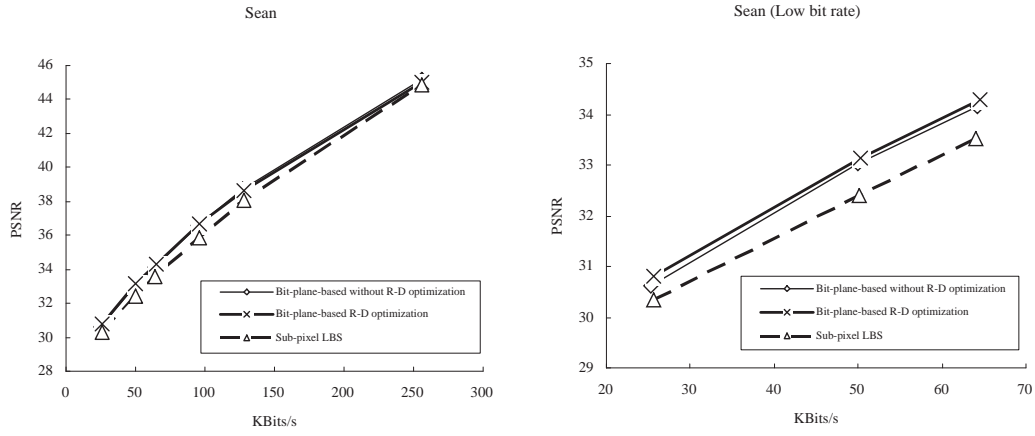 Sean
46
44
42
40
38
36
34
32
30
28
PSNR
0
50
100
150
200
250
300
KBits/s
Bit-plane-based without R-D optimization
Bit-plane-based R-D optimization
Sub-pixel LBS
Sean (Low bit rate)
35
34
33
32
31
30
29
PSNR
20
30
40
50
60
70
KBits/s
Bit-plane-based without R-D optimization
Bit-plane-based R-D optimization
Sub-pixel LBS